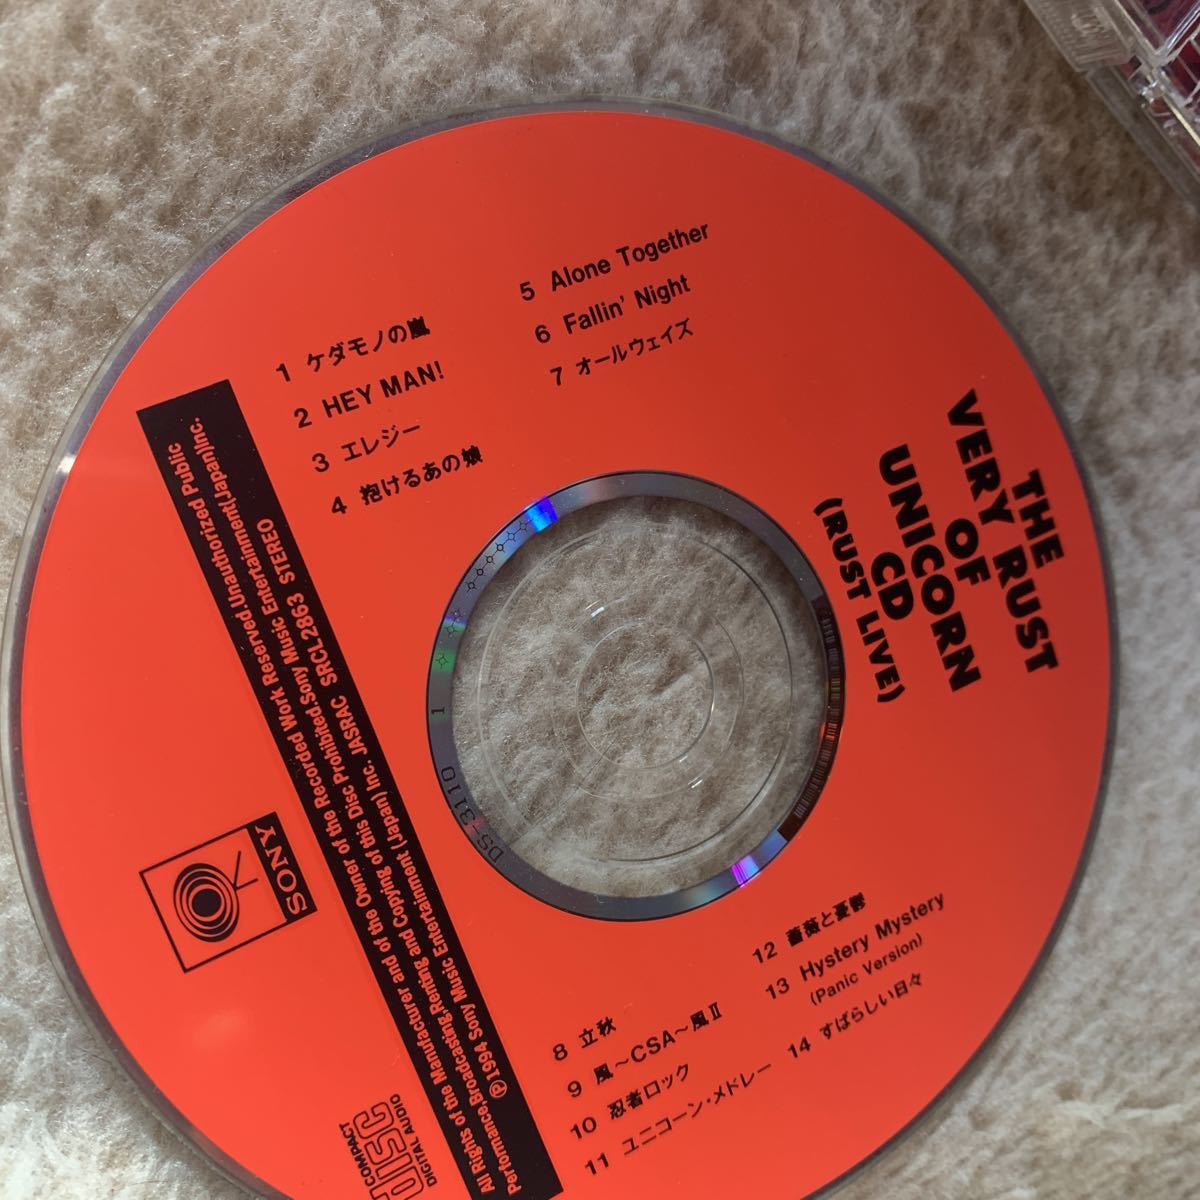 THE
VERY RUST
OF
UNICORN
CD
(RUST LIVE)
1 ケダモノの嵐
2 HEY MAN!
3 エレジー
4 抱けるあの娘
5 Alone Together
6 Fallin' Night
7 オールウェイズ
8 立秋
9 風～CSA～風II
10 忍者ロック
11 ユニコーン・メドレー
12 薔薇と憂鬱
13 Hystery Mystery
(Panic Version)
14 すばらしい日々
SONY
All Rights of the Manufacturer and of the Owner of the Recorded Work Reserved.Unauthorized Public
Perfomance,Broadcasting,Renting and Copying of this Disc Prohibited.Sony Music Entertainment(Japan)Inc.
℗1994 Sony Music Entertainment (Japan) Inc. JASRAC SRCL 2863 STEREO
COMPACT
disc
DIGITAL AUDIO
DS-3110 1